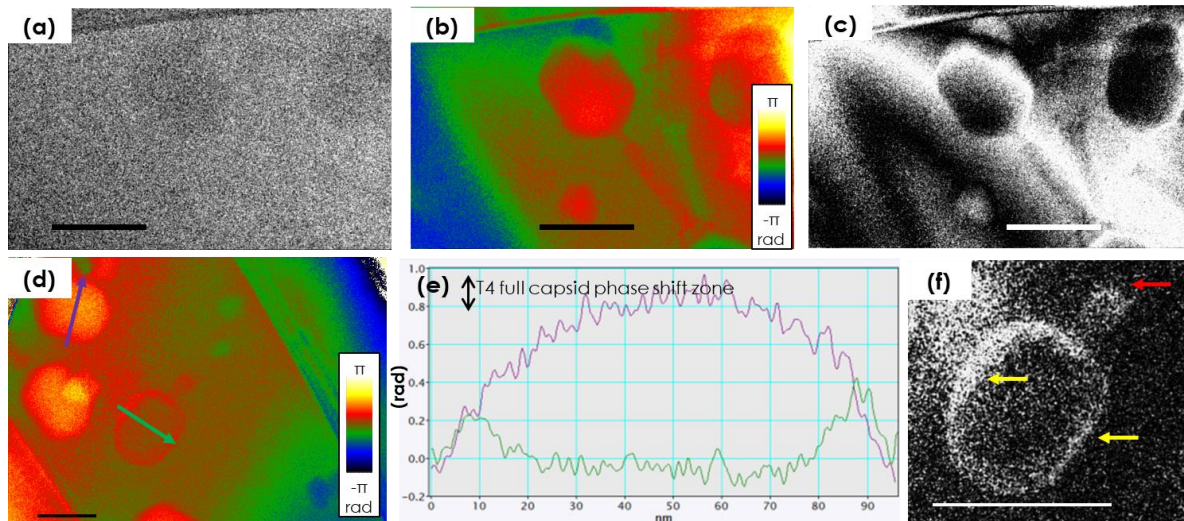 (a)
(b)
π
-π
rad
(c)
(d)
π
-π
rad
(e)
T4 full capsid phase shift zone
1.0
0.8
0.6
0.4
0.2
0.0
-0.2
(rad)
0 10 20 30 40 50 60 70 80 90
nm
(f)